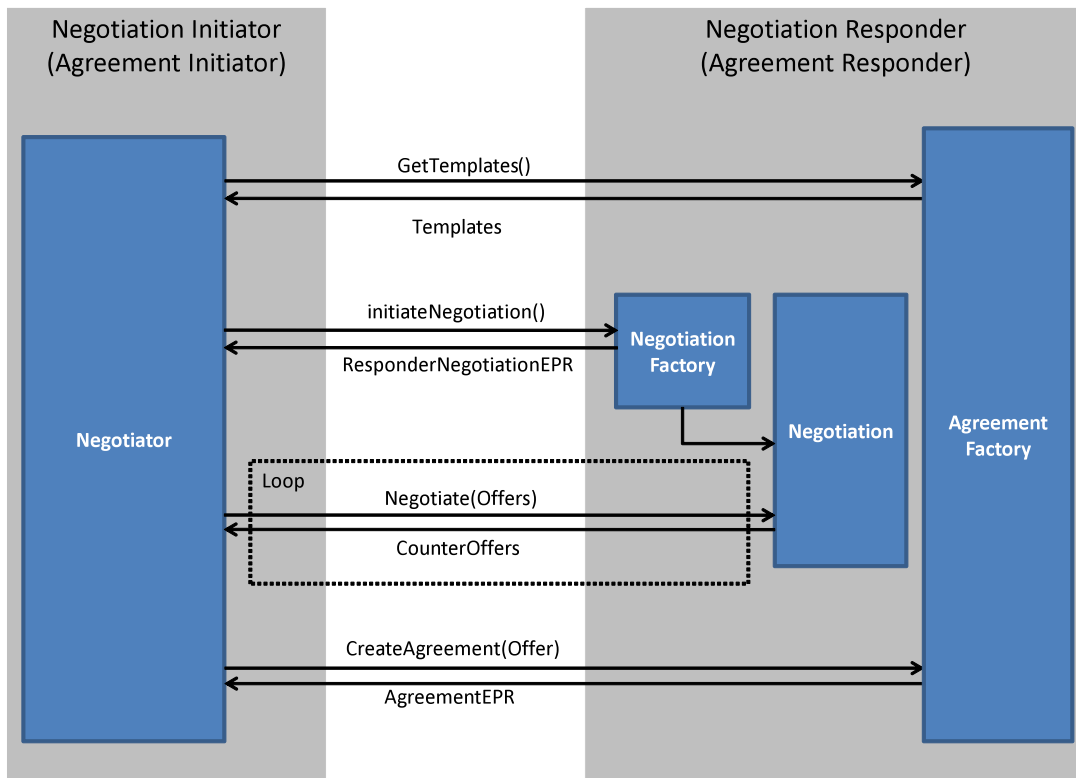 Negotiation Initiator
(Agreement Initiator)
Negotiation Responder
(Agreement Responder)
GetTemplates()
Templates
initiateNegotiation()
ResponderNegotiationEPR
Negotiation
Factory
Negotiator
Negotiation
Agreement
Factory
Loop
Negotiate(Offers)
CounterOffers
CreateAgreement(Offer)
AgreementEPR